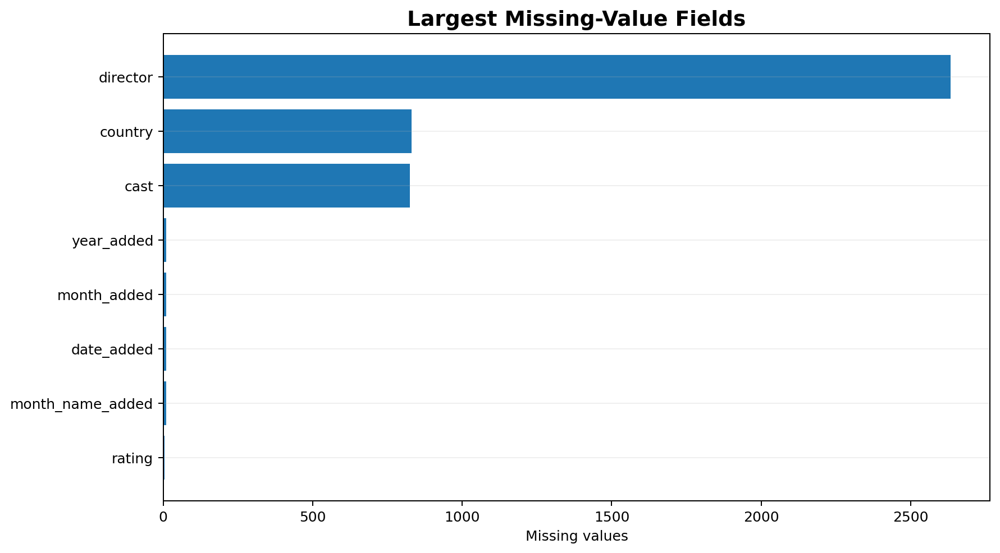 Largest Missing-Value Fields
director
country
cast
year_added
month_added
date_added
month_name_added
rating
0 500 1000 1500 2000 2500
Missing values